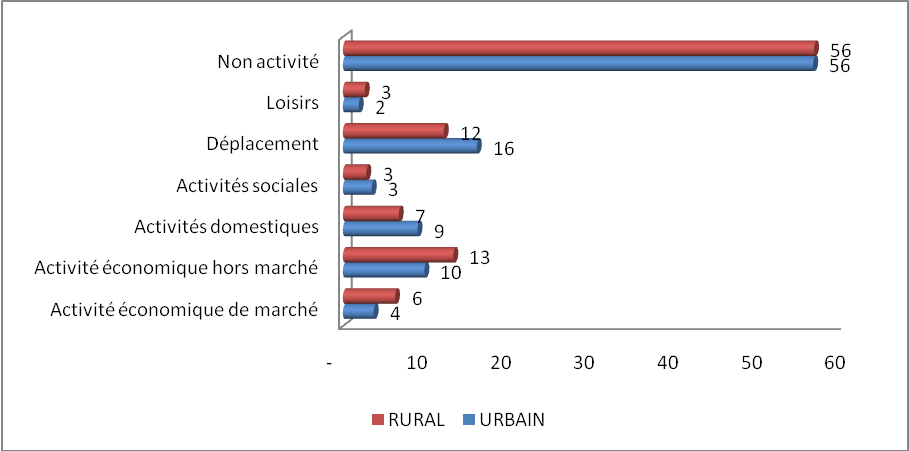 Non activité
56
56
Loisirs
3
2
Déplacement
12
16
Activités sociales
3
3
Activités domestiques
7
9
Activité économique hors marché
13
10
Activité économique de marché
6
4
- 10 20 30 40 50 60
RURAL URBAIN